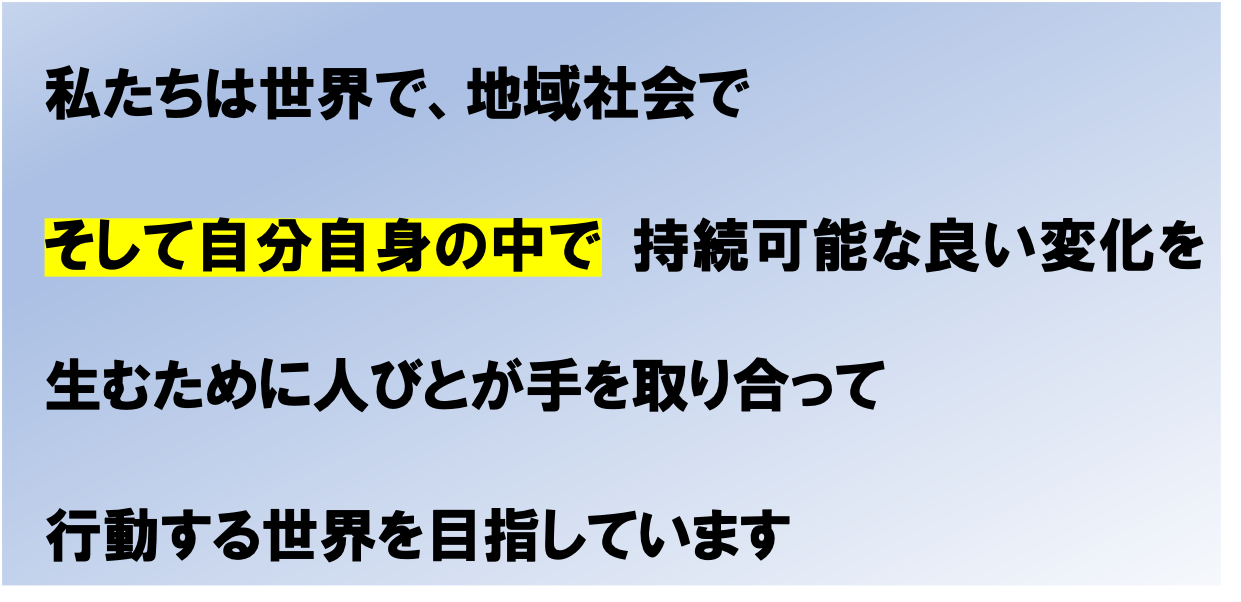 私たちは世界で、地域社会で
そして自分自身の中で 持続可能な良い変化を
生むために人びとが手を取り合って
行動する世界を目指しています